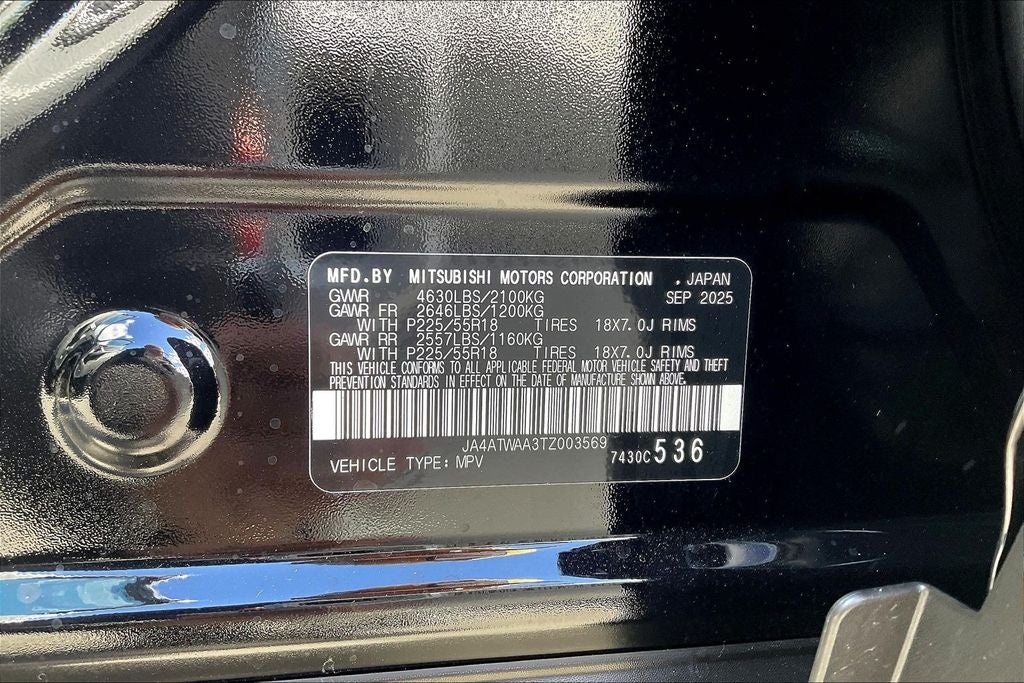 MFD.BY MITSUBISHI MOTORS CORPORATION . JAPAN
GWR 4630LBS/2100KG SEP 2025
GAWR FR 2646LBS/1200KG
WITH P225/55R18 TIRES 18X7.0J RIMS
GAWR RR 2557LBS/1160KG
WITH P225/55R18 TIRES 18X7.0J RIMS
THIS VEHICLE CONFORMS TO ALL APPLICABLE FEDERAL MOTOR VEHICLE SAFETY AND THEFT
PREVENTION STANDARDS IN EFFECT ON THE DATE OF MANUFACTURE SHOWN ABOVE.
JA4ATWAA3TZ003569
VEHICLE TYPE: MPV 7430C 536